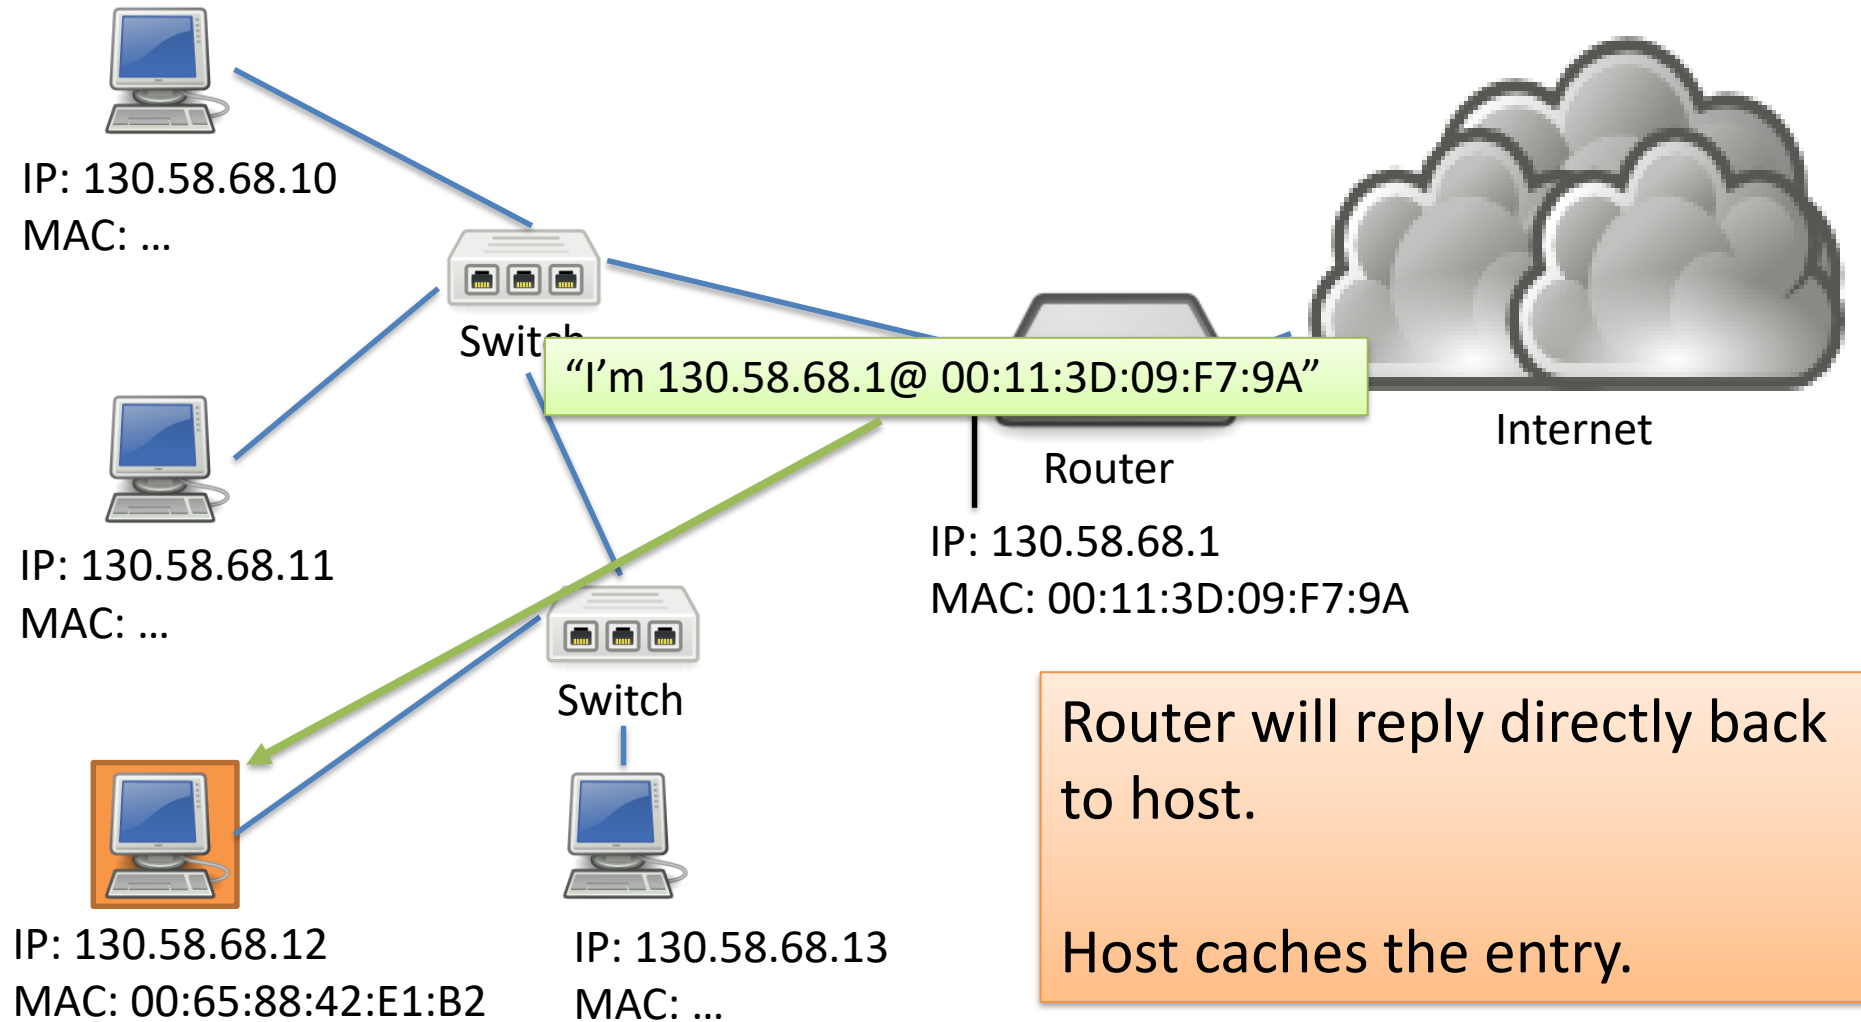 IP: 130.58.68.10
MAC: …
Switch
“I’m 130.58.68.1@ 00:11:3D:09:F7:9A”
Internet
Router
IP: 130.58.68.1
MAC: 00:11:3D:09:F7:9A
IP: 130.58.68.11
MAC: …
Switch
Router will reply directly back
to host.
Host caches the entry.
IP: 130.58.68.12
MAC: 00:65:88:42:E1:B2
IP: 130.58.68.13
MAC: …